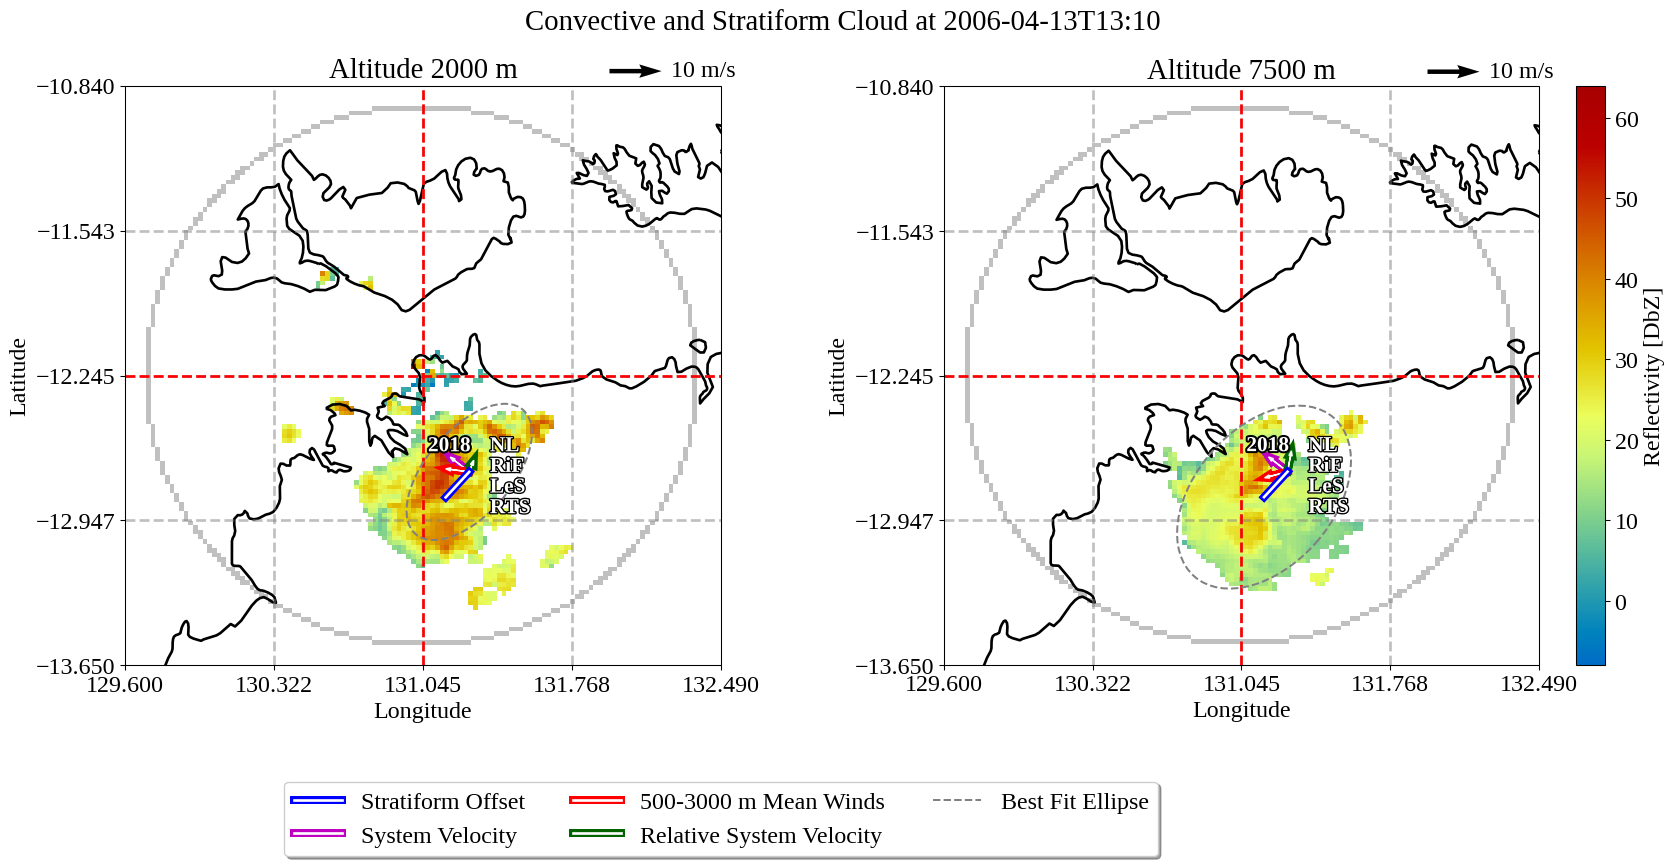 Convective and Stratiform Cloud at 2006-04-13T13:10
Altitude 2000 m
10 m/s
Altitude 7500 m
10 m/s
−10.840
−11.543
−12.245
−12.947
−13.650
Latitude
129.600
130.322
131.045
131.768
132.490
Longitude
2018
NL
RiF
LeS
RTS
−10.840
−11.543
−12.245
−12.947
−13.650
Latitude
129.600
130.322
131.045
131.768
132.490
Longitude
2018
NL
RiF
LeS
RTS
60
50
40
30
20
10
0
Reflectivity [DbZ]
Stratiform Offset
System Velocity
500-3000 m Mean Winds
Relative System Velocity
Best Fit Ellipse